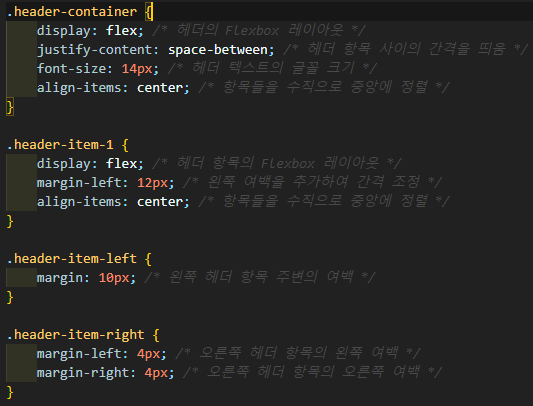 .header-container {
    display: flex; /* 헤더의 Flexbox 레이아웃 */
    justify-content: space-between; /* 헤더 항목 사이의 간격을 띄움 */
    font-size: 14px; /* 헤더 텍스트의 글꼴 크기 */
    align-items: center; /* 항목들을 수직으로 중앙에 정렬 */
}
.header-item-1 {
    display: flex; /* 헤더 항목의 Flexbox 레이아웃 */
    margin-left: 12px; /* 왼쪽 여백을 추가하여 간격 조정 */
    align-items: center; /* 항목들을 수직으로 중앙에 정렬 */
}
.header-item-left {
    margin: 10px; /* 왼쪽 헤더 항목 주변의 여백 */
}
.header-item-right {
    margin-left: 4px; /* 오른쪽 헤더 항목의 왼쪽 여백 */
    margin-right: 4px; /* 오른쪽 헤더 항목의 오른쪽 여백 */
}